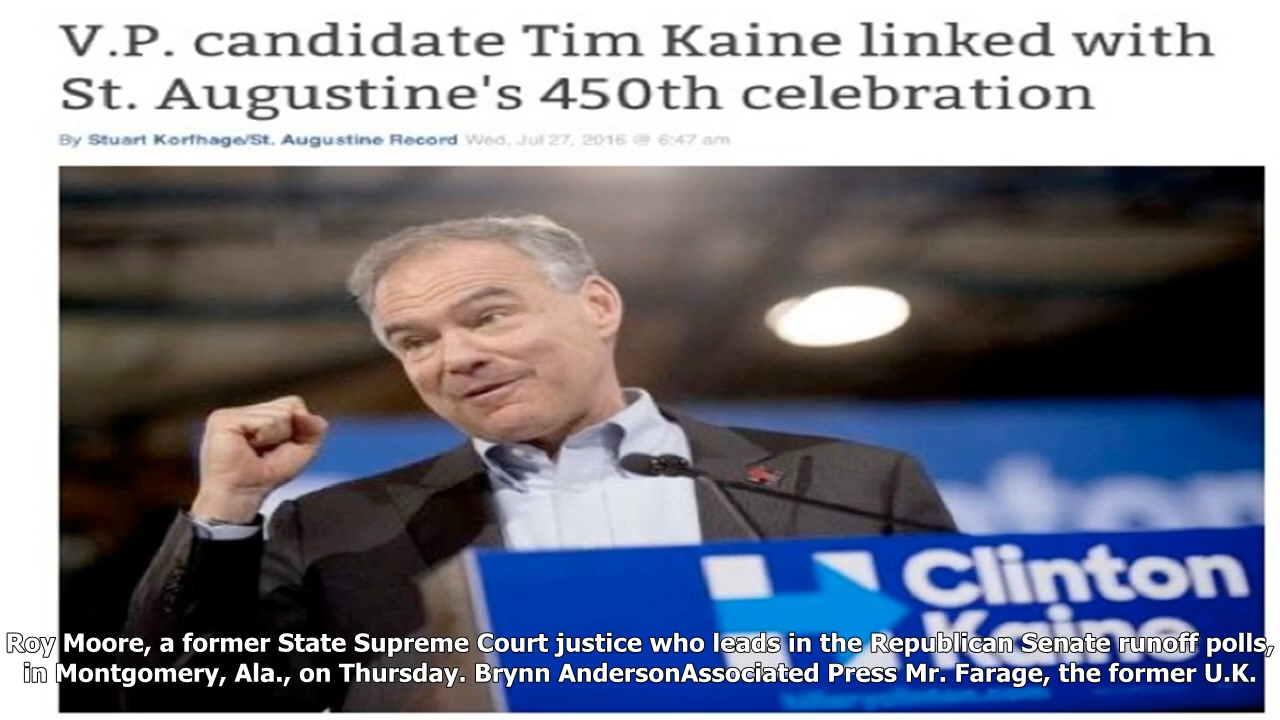 V.P. candidate Tim Kaine linked with
St. Augustine's 450th celebration
By Stuart Korfhage/St. Augustine Record Wed, Jul 27, 2016 @ 6:47 am
nton
Clinton
Kaine
Roy Moore, a former State Supreme Court justice who leads in the Republican Senate runoff polls,
in Montgomery, Ala., on Thursday. Brynn AndersonAssociated Press Mr. Farage, the former U.K.